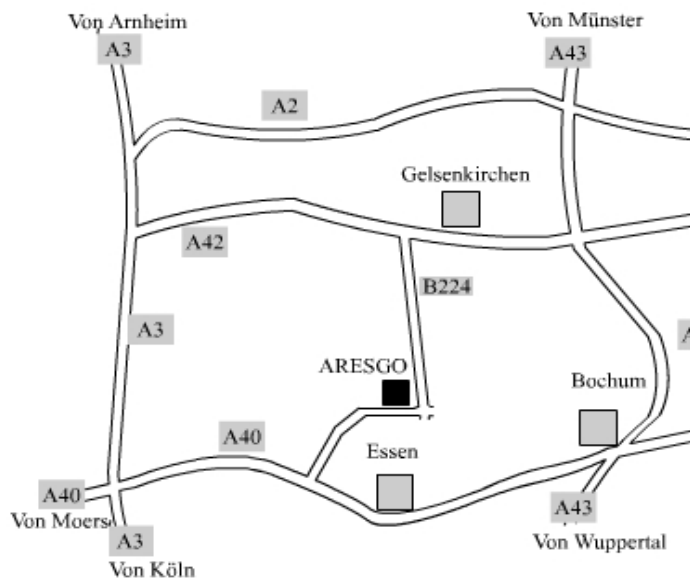 Von Arnheim
Von Münster
A3
A43
A2
Gelsenkirchen
A42
B224
A3
ARESGO
Bochum
A40
Essen
A40
A43
Von Moers
A3
Von Wuppertal
Von Köln